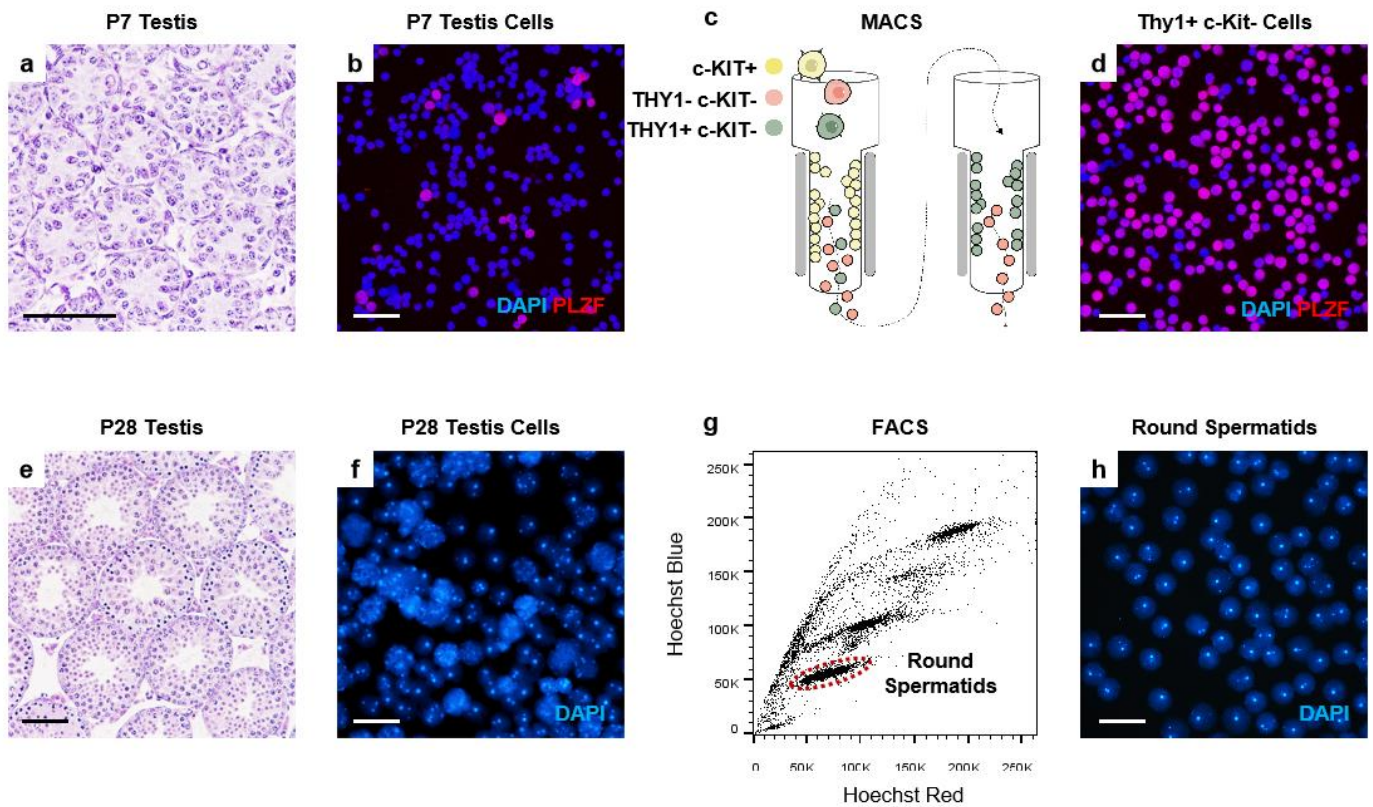 P7 Testis
P7 Testis Cells
c
MACS
Thy1+ c-Kit- Cells
a
b
d
c-KIT+
THY1- c-KIT-
THY1+ c-KIT-
DAPI PLZF
DAPI PLZF
P28 Testis
P28 Testis Cells
g
FACS
Round Spermatids
e
f
h
250K
200K
150K
100K
50K
0
Hoechst Blue
Round
Spermatids
DAPI
DAPI
0 50K 100K 150K 200K 250K
Hoechst Red